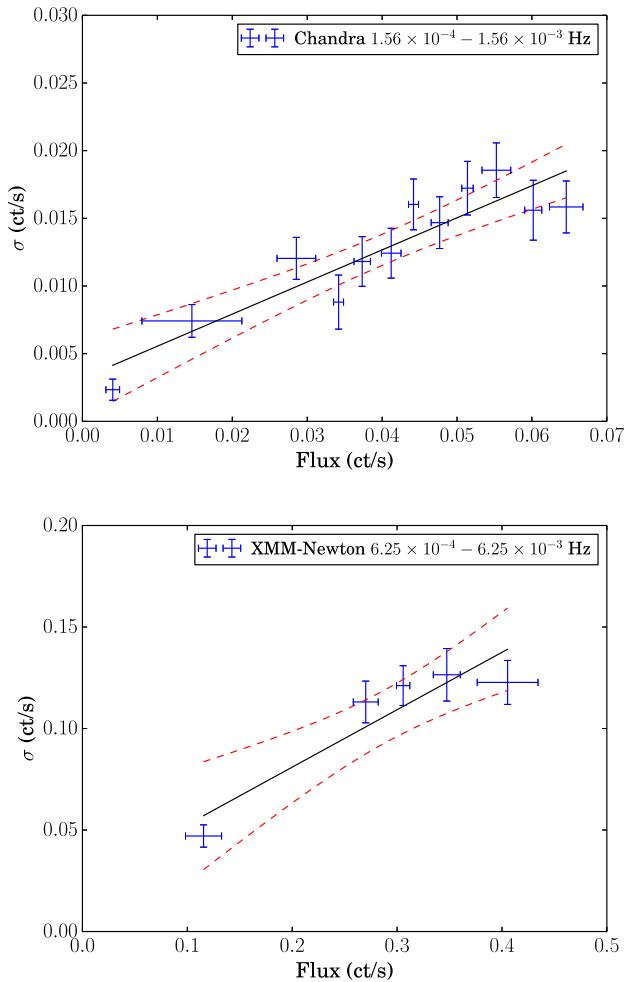 0.030
Chandra 1.56 × 10⁻⁴ − 1.56 × 10⁻³ Hz
0.025
0.020
0.015
0.010
0.005
0.000
σ (ct/s)
0.00 0.01 0.02 0.03 0.04 0.05 0.06 0.07
Flux (ct/s)
0.20
XMM-Newton 6.25 × 10⁻⁴ − 6.25 × 10⁻³ Hz
0.15
0.10
0.05
0.00
σ (ct/s)
0.0 0.1 0.2 0.3 0.4 0.5
Flux (ct/s)